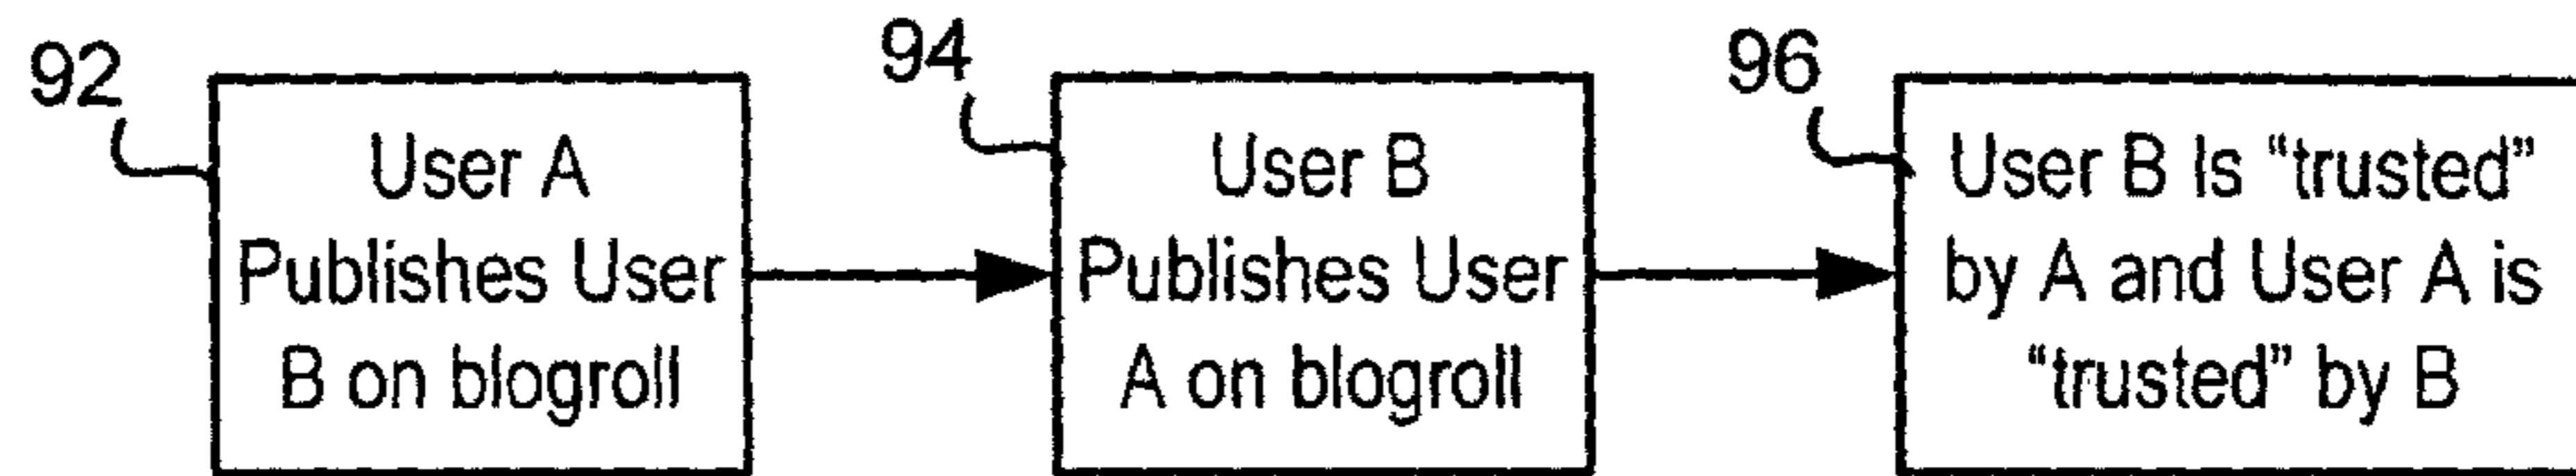 92
User A
Publishes User
B on blogroll
94
User B
Publishes User
A on blogroll
96
User B Is “trusted”
by A and User A is
“trusted” by B